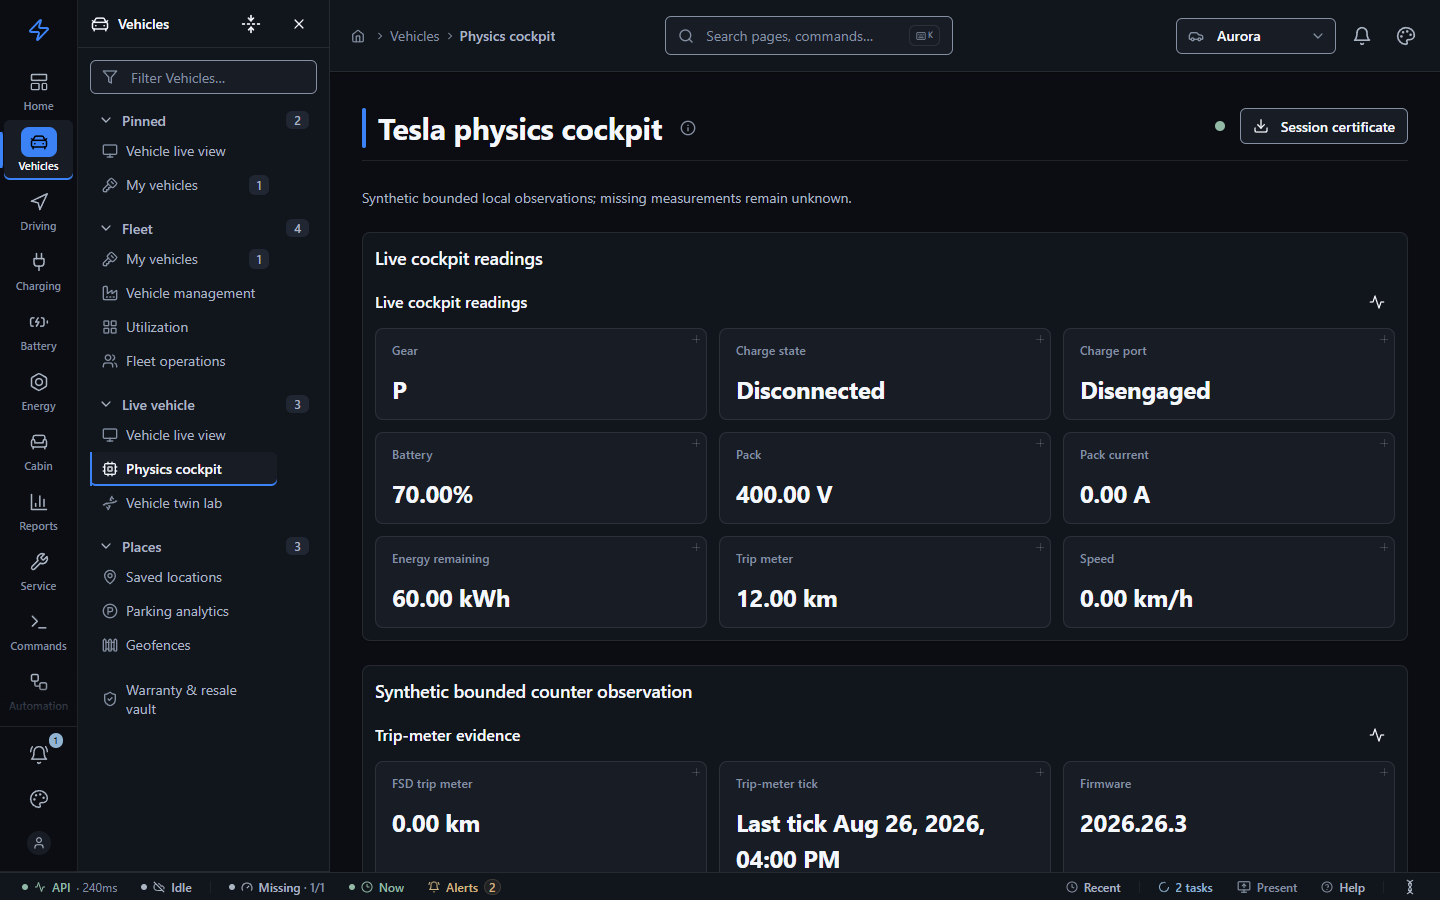 Vehicles
Vehicles
Physics cockpit
Search pages, commands...
K
Aurora
Home
Vehicles
Driving
Charging
Battery
Energy
Cabin
Reports
Service
Commands
Automation
1
Filter Vehicles...
Pinned 2
Vehicle live view
My vehicles 1
Fleet 4
My vehicles 1
Vehicle management
Utilization
Fleet operations
Live vehicle 3
Vehicle live view
Physics cockpit
Vehicle twin lab
Places 3
Saved locations
Parking analytics
Geofences
Warranty & resale
vault
Tesla physics cockpit
Session certificate
Synthetic bounded local observations; missing measurements remain unknown.
Live cockpit readings
Live cockpit readings
Gear
P
Charge state
Disconnected
Charge port
Disengaged
Battery
70.00%
Pack
400.00 V
Pack current
0.00 A
Energy remaining
60.00 kWh
Trip meter
12.00 km
Speed
0.00 km/h
Synthetic bounded counter observation
Trip-meter evidence
FSD trip meter
0.00 km
Trip-meter tick
Last tick Aug 26, 2026,
04:00 PM
Firmware
2026.26.3
API · 240ms
Idle
Missing · 1/1
Now
Alerts 2
Recent
2 tasks
Present
Help